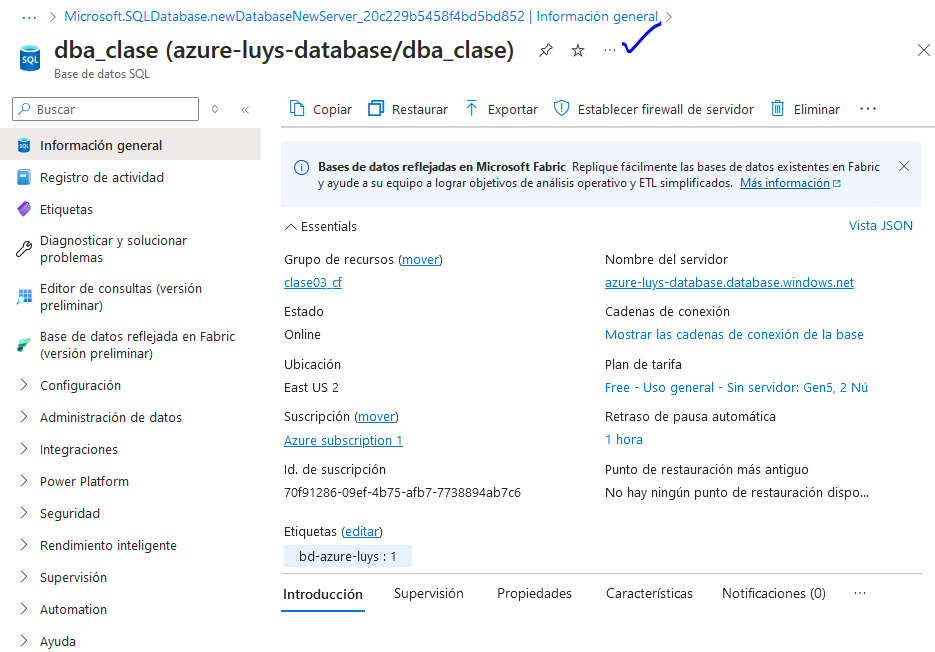 ... > Microsoft.SQLDatabase.newDatabaseNewServer_20c229b5458f4bd5bd852 | Información general >
dba_clase (azure-luys-database/dba_clase)
SQL
Base de datos SQL
Buscar
Copiar Restaurar Exportar Establecer firewall de servidor Eliminar ...
Información general
Registro de actividad
Etiquetas
Diagnosticar y solucionar
problemas
Editor de consultas (versión
preliminar)
Base de datos reflejada en Fabric
(versión preliminar)
Configuración
Administración de datos
Integraciones
Power Platform
Seguridad
Rendimiento inteligente
Supervisión
Automation
Ayuda
Bases de datos reflejadas en Microsoft Fabric Replique fácilmente las bases de datos existentes en Fabric
y ayude a su equipo a lograr objetivos de análisis operativo y ETL simplificados. Más información
Essentials
Vista JSON
Grupo de recursos (mover)
clase03_cf
Estado
Online
Ubicación
East US 2
Suscripción (mover)
Azure subscription 1
Id. de suscripción
70f91286-09ef-4b75-afb7-7738894ab7c6
Nombre del servidor
azure-luys-database.database.windows.net
Cadenas de conexión
Mostrar las cadenas de conexión de la base
Plan de tarifa
Free - Uso general - Sin servidor: Gen5, 2 Nú
Retraso de pausa automática
1 hora
Punto de restauración más antiguo
No hay ningún punto de restauración dispo...
Etiquetas (editar)
bd-azure-luys : 1
Introducción Supervisión Propiedades Características Notificaciones (0) ...